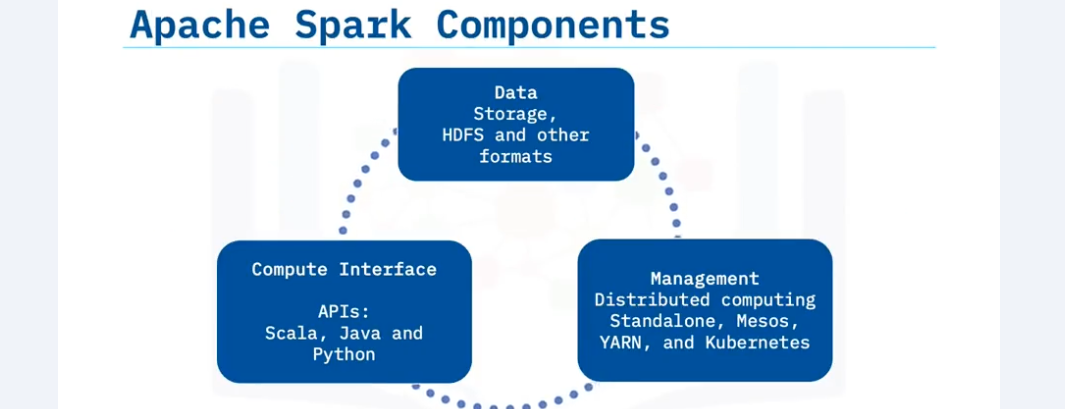 Apache Spark Components
Data
Storage,
HDFS and other
formats
Compute Interface
APIs:
Scala, Java and
Python
Management
Distributed computing
Standalone, Mesos,
YARN, and Kubernetes